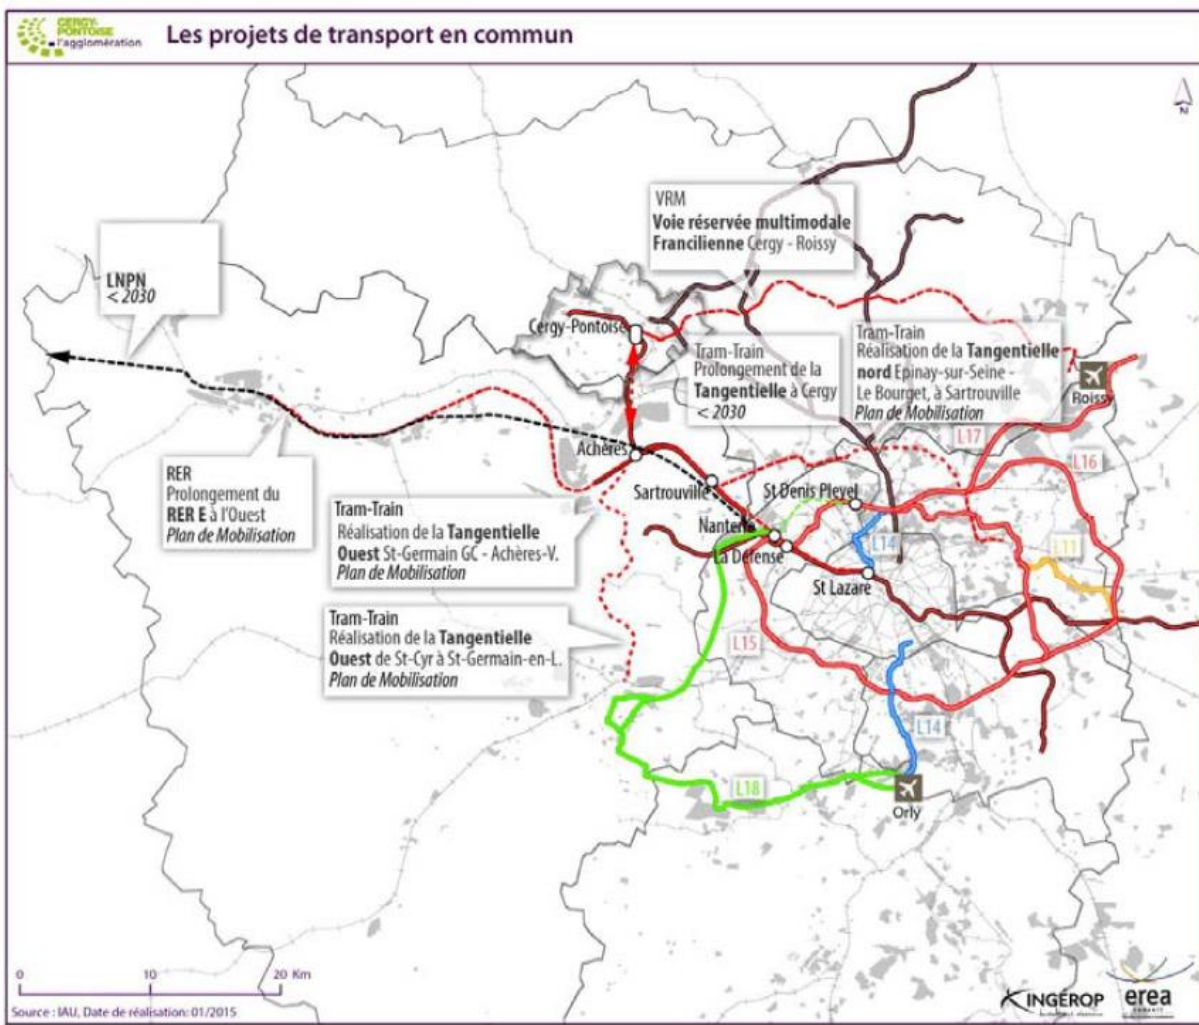 CERGY-
PONTOISE
l'agglomération
Les projets de transport en commun
N
VRM
Voie réservée multimodale
Francilienne Cergy - Roissy
LNPN
< 2030
Cergy-Pontoise
Tram-Train
Prolongement de la
Tangentielle à Cergy
< 2030
Tram-Train
Réalisation de la Tangentielle
nord Epinay-sur-Seine -
Le Bourget, à Sartrouville
Plan de Mobilisation
Roissy
L17
L16
Achères
Sartrouville
St Denis Pleyel
RER
Prolongement du
RER E à l'Ouest
Plan de Mobilisation
Tram-Train
Réalisation de la Tangentielle
Ouest St-Germain GC - Achères-V.
Plan de Mobilisation
Nanterre
La Défense
L14
L11
St Lazare
Tram-Train
Réalisation de la Tangentielle
Ouest de St-Cyr à St-Germain-en-L.
Plan de Mobilisation
L15
L14
L18
Orly
0 10 20 Km
Source : IAU, Date de réalisation: 01/2015
INGÉROP
erea